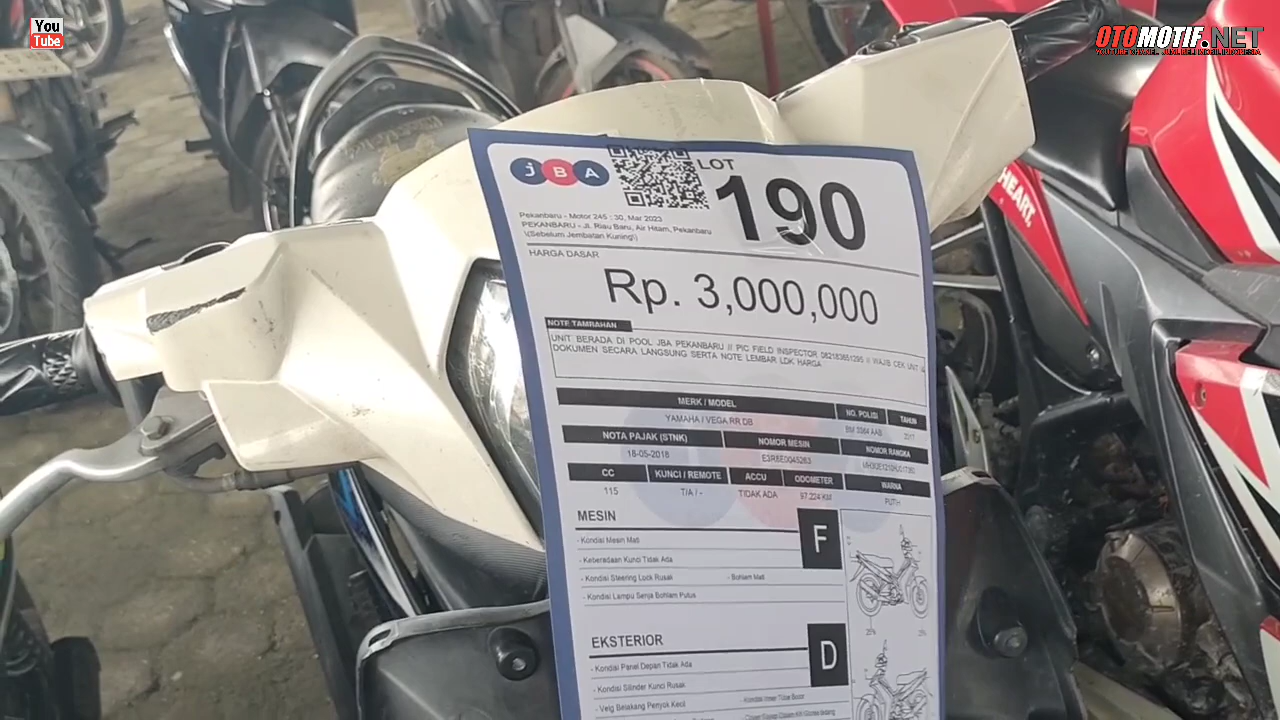 You
Tube
OTOMOTIF.NET
HEART.
JBA
LOT
190
Pekanbaru - Motor 245 : 30, Mar 2023
PEKANBARU - Jl. Riau Baru, Air Hitam, Pekanbaru
\(Sebelum Jembatan Kuning\)
HARGA DASAR
Rp. 3,000,000
NOTE TAMBAHAN
UNIT BERADA DI POOL JBA PEKANBARU // PIC FIELD INSPECTOR 082183651295 // WAJIB CEK UNIT &
DOKUMEN SECARA LANGSUNG SERTA NOTE LEMBAR LDK HARGA
MERK / MODEL NO. POLISI TAHUN
YAMAHA / VEGA RR DB BM 3364 AAB 2017
NOTA PAJAK (STNK) NOMOR MESIN NOMOR RANGKA
18-05-2018 E3R5E0045263
CC KUNCI / REMOTE ACCU ODOMETER WARNA
115 T/A / - TIDAK ADA 97.224 KM PUTIH
MESIN F
- Kondisi Mesin Mati
- Keberadaan Kunci Tidak Ada
- Kondisi Steering Lock Rusak - Bohlam Mati
- Kondisi Lampu Senja Bohlam Putus
EKSTERIOR D
- Kondisi Panel Depan Tidak Ada
- Kondisi Silinder Kunci Rusak
- Velg Belakang Penyok Kecil